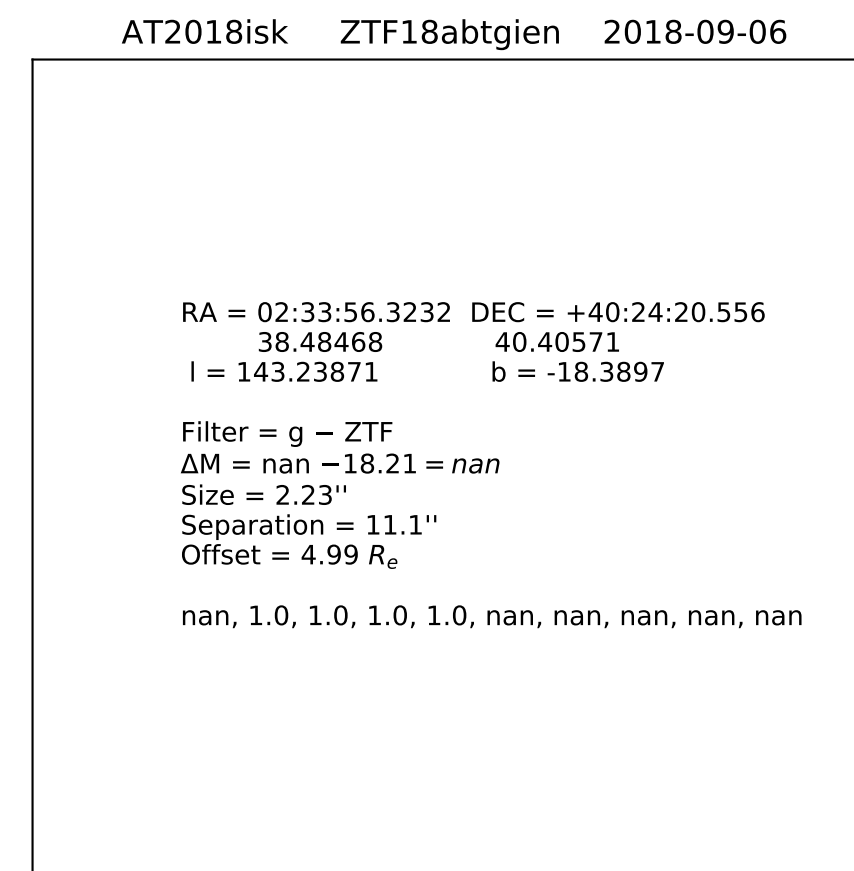 AT2018isk ZTF18abtgien 2018-09-06
RA = 02:33:56.3232 DEC = +40:24:20.556
38.48468 40.40571
l = 143.23871 b = -18.3897
Filter = g − ZTF
ΔM = nan −18.21 = nan
Size = 2.23''
Separation = 11.1''
Offset = 4.99 Re
nan, 1.0, 1.0, 1.0, 1.0, nan, nan, nan, nan, nan